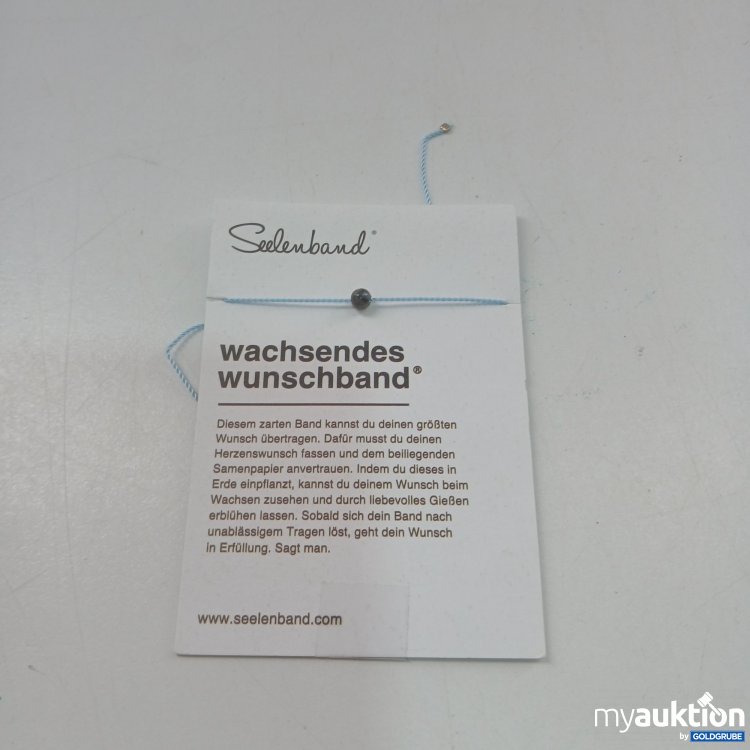 Seelenband®
wachsendes
wunschband®
Diesem zarten Band kannst du deinen größten
Wunsch übertragen. Dafür musst du deinen
Herzenswunsch fassen und dem beiliegenden
Samenpapier anvertrauen. Indem du dieses in
Erde einpflanzt, kannst du deinem Wunsch beim
Wachsen zusehen und durch liebevolles Gießen
erblühen lassen. Sobald sich dein Band nach
unablässigem Tragen löst, geht dein Wunsch
in Erfüllung. Sagt man.
www.seelenband.com
myauktion
by GOLDGRUBE